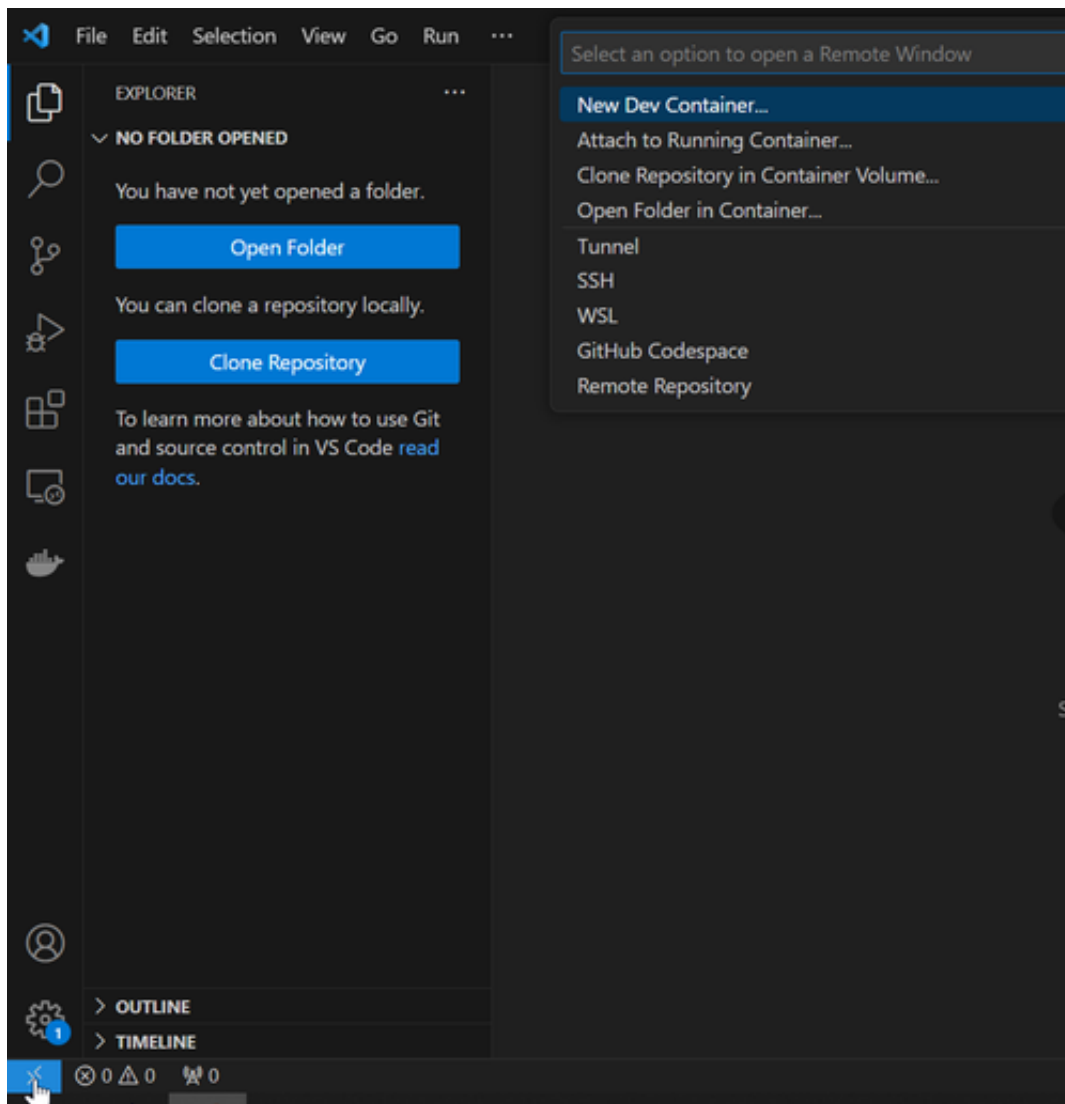 File Edit Selection View Go Run ...
Select an option to open a Remote Window
EXPLORER ...
NO FOLDER OPENED
You have not yet opened a folder.
Open Folder
You can clone a repository locally.
Clone Repository
To learn more about how to use Git
and source control in VS Code read
our docs.
New Dev Container...
Attach to Running Container...
Clone Repository in Container Volume...
Open Folder in Container...
Tunnel
SSH
WSL
GitHub Codespace
Remote Repository
OUTLINE
1
TIMELINE
0 0 0